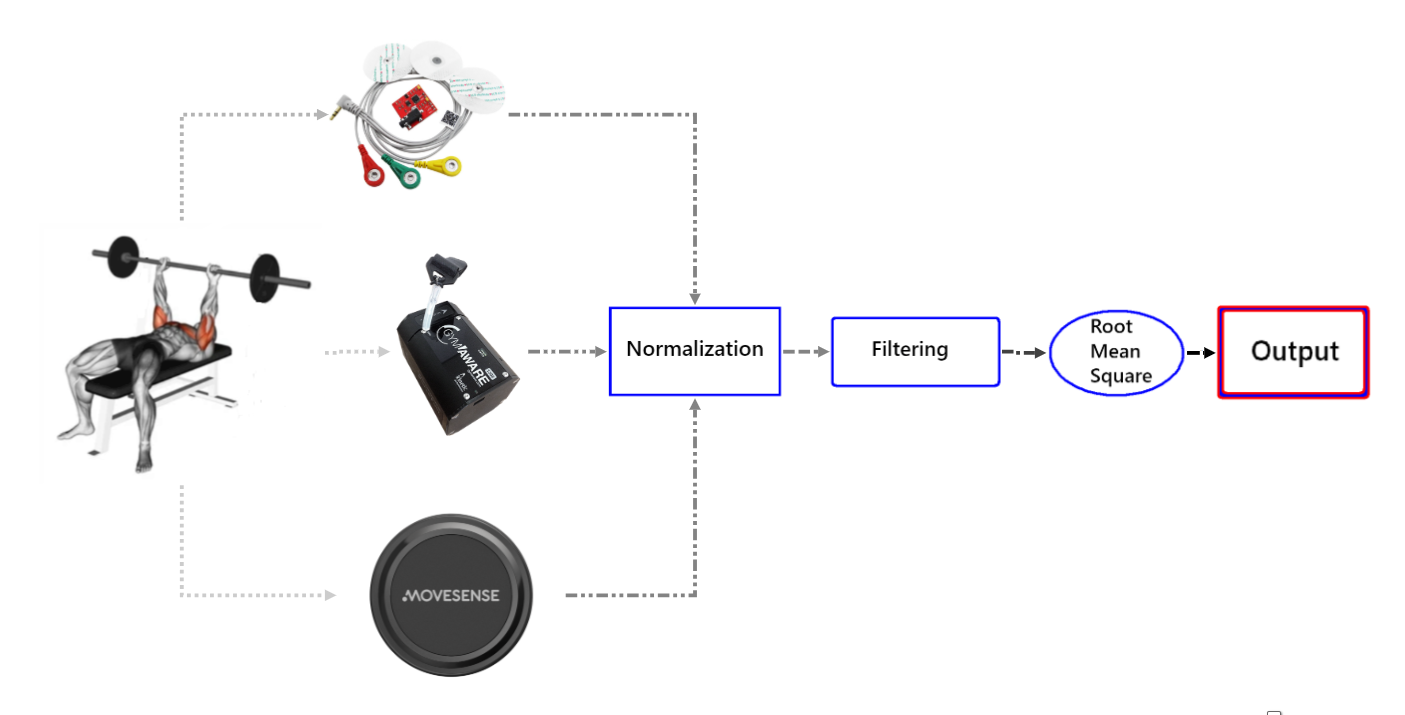 GYMAWARE
MOVESENSE
Normalization
Filtering
Root
Mean
Square
Output